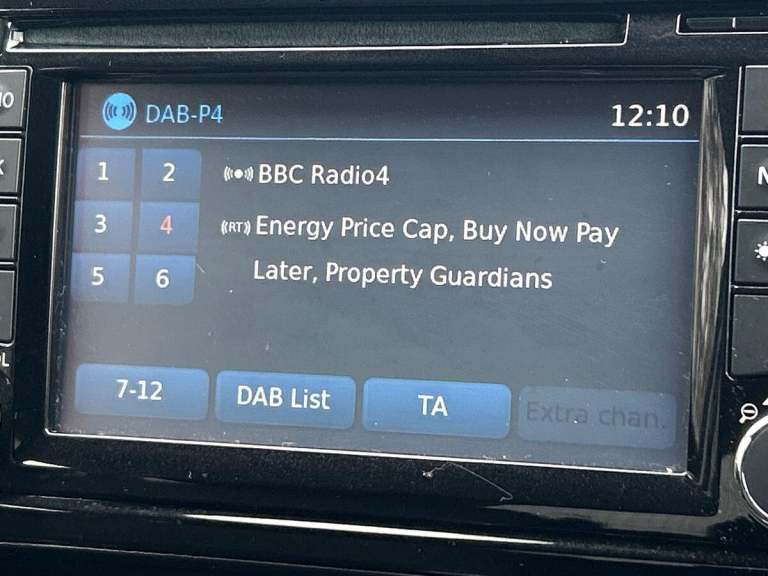 DAB-P4 12:10
1 2 BBC Radio4
3 4 (RT) Energy Price Cap, Buy Now Pay
5 6 Later, Property Guardians
7-12 DAB List TA Extra chan.